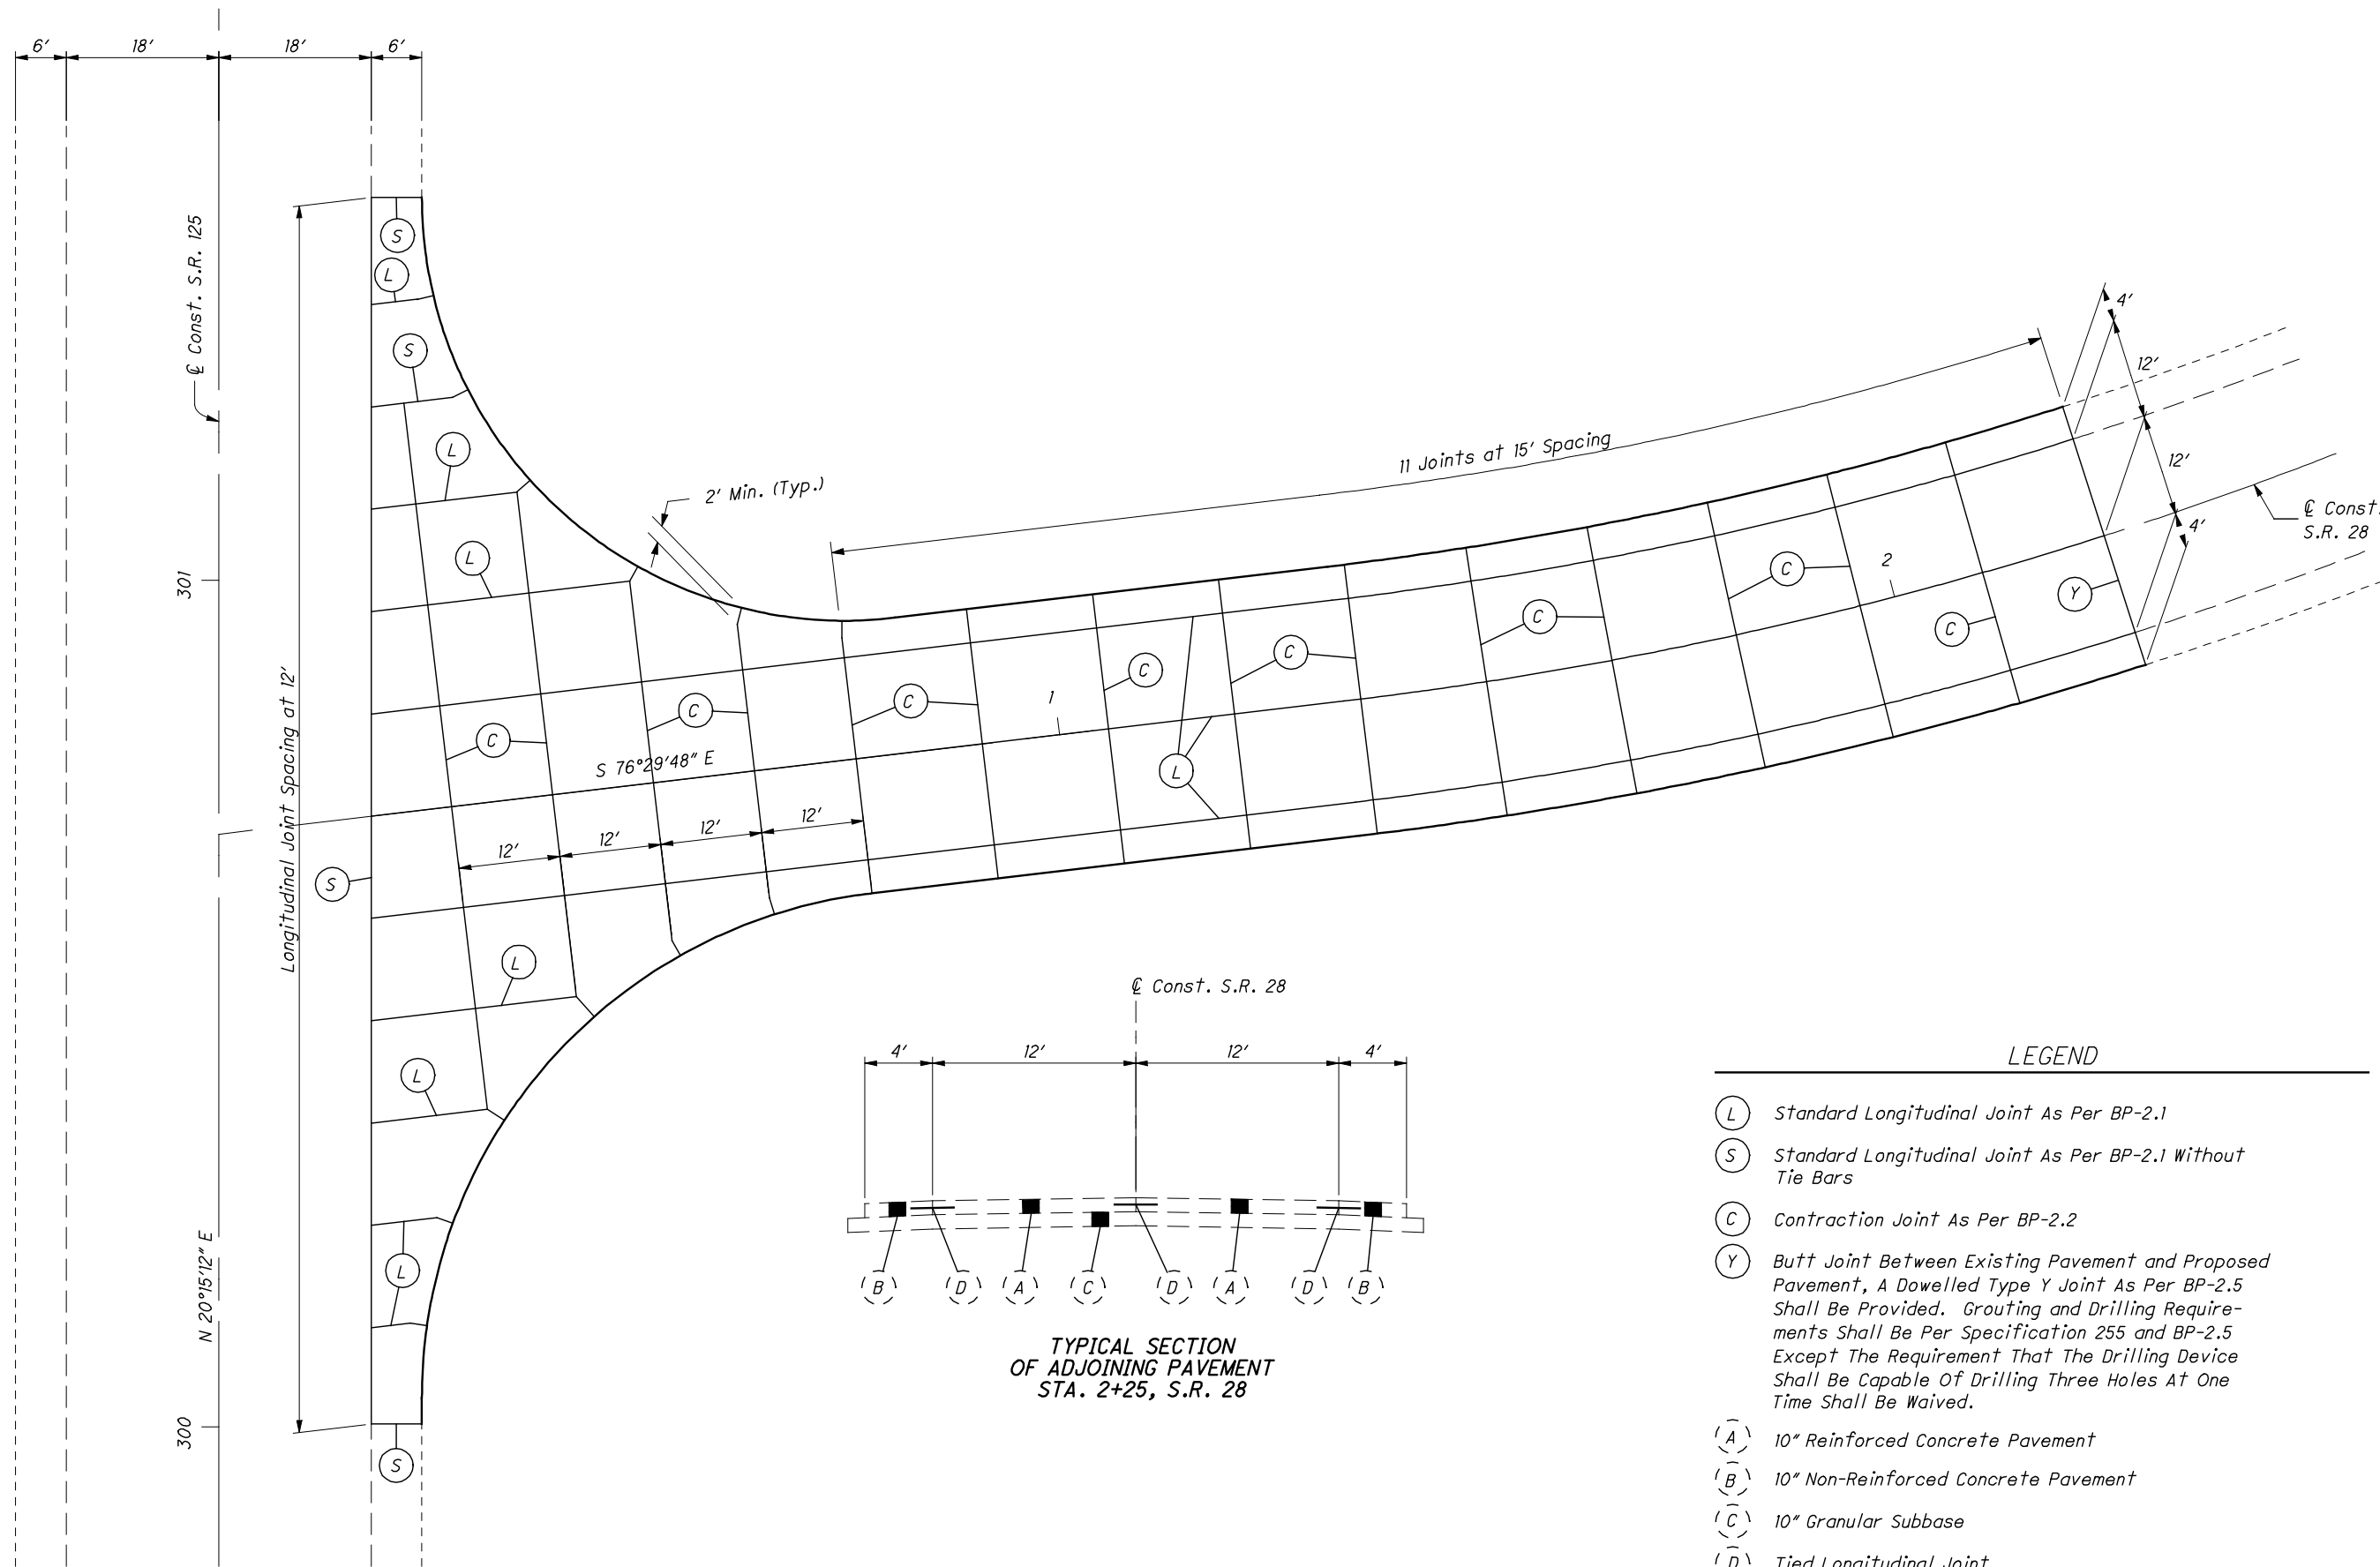 6'
18'
18'
6'
℄ Const. S.R. 125
S
L
S
L
L
301
2' Min. (Typ.)
11 Joints at 15' Spacing
4'
12'
12'
4'
℄ Const.
S.R. 28
C
C
2
Y
C
C
C
C
1
C
C
L
S 76°29'48" E
Longitudinal Joint Spacing at 12'
12'
12'
12'
12'
S
L
L
L
N 20°15'12" E
300
S
℄ Const. S.R. 28
4'
12'
12'
4'
B
D
A
C
D
A
D
B
TYPICAL SECTION
OF ADJOINING PAVEMENT
STA. 2+25, S.R. 28
LEGEND
L Standard Longitudinal Joint As Per BP-2.1
S Standard Longitudinal Joint As Per BP-2.1 Without
Tie Bars
C Contraction Joint As Per BP-2.2
Y Butt Joint Between Existing Pavement and Proposed
Pavement, A Dowelled Type Y Joint As Per BP-2.5
Shall Be Provided. Grouting and Drilling Require-
ments Shall Be Per Specification 255 and BP-2.5
Except The Requirement That The Drilling Device
Shall Be Capable Of Drilling Three Holes At One
Time Shall Be Waived.
A 10" Reinforced Concrete Pavement
B 10" Non-Reinforced Concrete Pavement
C 10" Granular Subbase
D Tied Longitudinal Joint